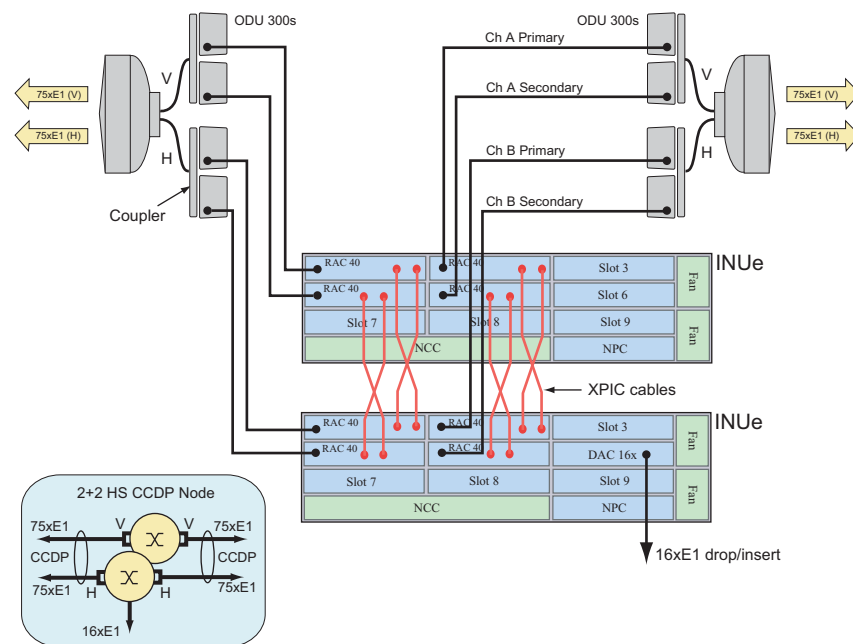 ODU 300s
ODU 300s
Ch A Primary
V
V
Ch A Secondary
75xE1 (V)
75xE1 (V)
75xE1 (H)
75xE1 (H)
Ch B Primary
H
H
Ch B Secondary
Coupler
INUe
RAC 40
RAC 40
Slot 3
Fan
RAC 40
RAC 40
Slot 6
Slot 7
Slot 8
Slot 9
Fan
NCC
NPC
XPIC cables
INUe
RAC 40
RAC 40
Slot 3
Fan
RAC 40
RAC 40
DAC 16x
Slot 7
Slot 8
Slot 9
Fan
NCC
NPC
2+2 HS CCDP Node
V
V
75xE1
75xE1
CCDP
CCDP
75xE1
H
H
75xE1
16xE1
16xE1 drop/insert